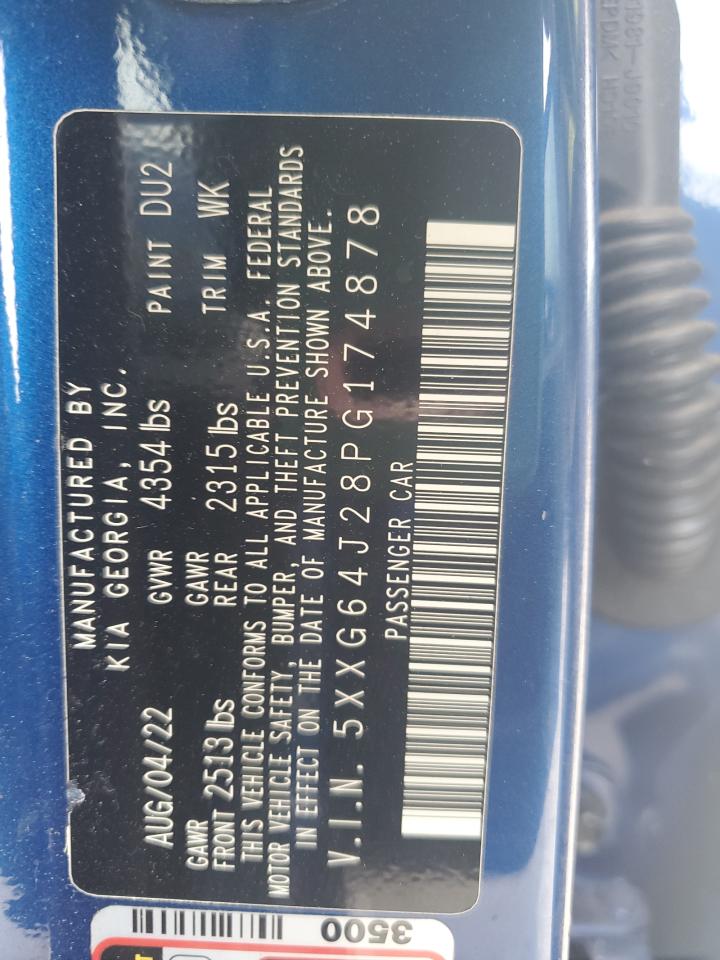 MANUFACTURED BY
KIA GEORGIA, INC.
AUG/04/22 GVWR 4354 lbs PAINT DU2
GAWR GAWR
FRONT 2513 lbs REAR 2315 lbs TRIM WK
THIS VEHICLE CONFORMS TO ALL APPLICABLE U.S.A. FEDERAL
MOTOR VEHICLE SAFETY, BUMPER, AND THEFT PREVENTION STANDARDS
IN EFFECT ON THE DATE OF MANUFACTURE SHOWN ABOVE.
V.I.N. 5XXG64J28PG174878
PASSENGER CAR
3500